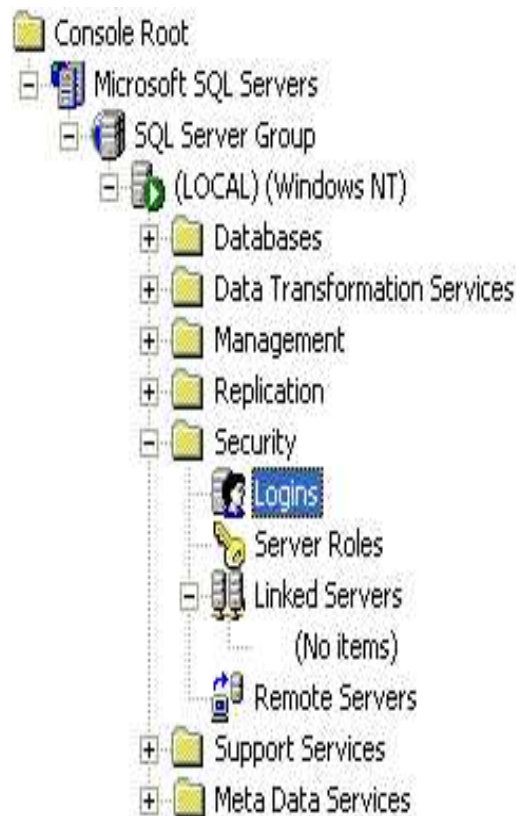 Console Root
Microsoft SQL Servers
SQL Server Group
(LOCAL) (Windows NT)
Databases
Data Transformation Services
Management
Replication
Security
Logins
Server Roles
Linked Servers
(No items)
Remote Servers
Support Services
Meta Data Services